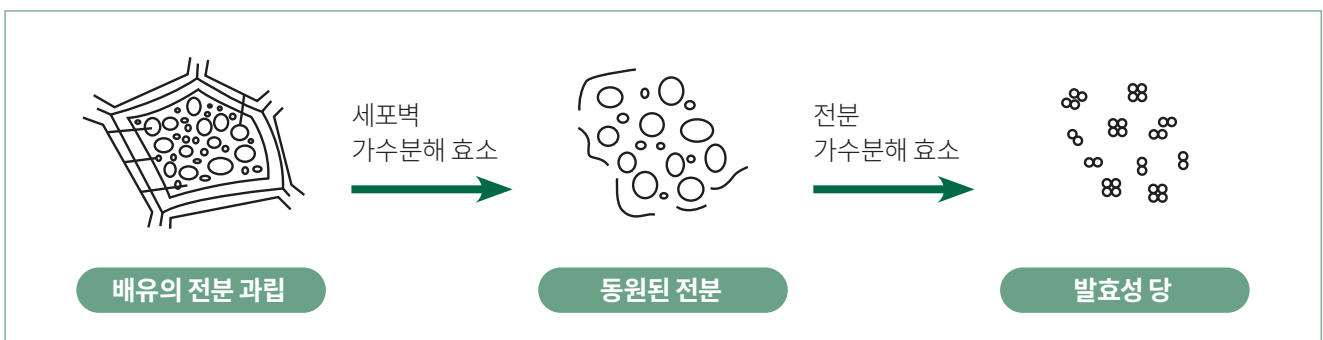 세포벽
가수분해 효소
전분
가수분해 효소
배유의 전분 과립
동원된 전분
발효성 당